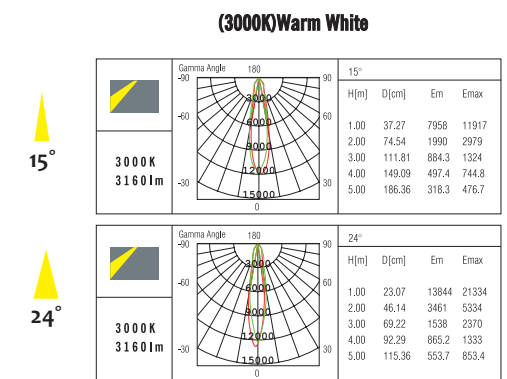 (3000K)Warm White
15°
3000K
3160lm
Gamma Angle 180
-90 90
3000
-60 6000 60
9000
12000
-30 30
15000
0
15°
H[m] D[cm] Em Emax
1.00 37.27 7958 11917
2.00 74.54 1990 2979
3.00 111.81 884.3 1324
4.00 149.09 497.4 744.8
5.00 186.36 318.3 476.7
24°
3000K
3160lm
Gamma Angle 180
-90 90
3000
-60 6000 60
9000
12000
-30 30
15000
0
24°
H[m] D[cm] Em Emax
1.00 23.07 13844 21334
2.00 46.14 3461 5334
3.00 69.22 1538 2370
4.00 92.29 865.2 1333
5.00 115.36 553.7 853.4